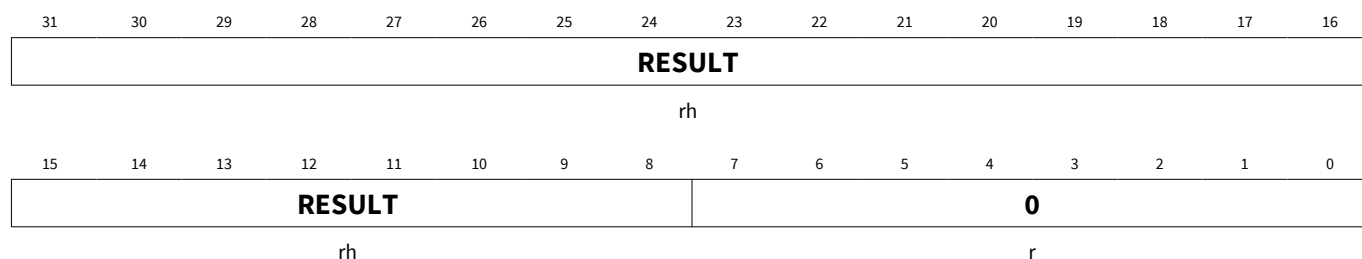 31 30 29 28 27 26 25 24 23 22 21 20 19 18 17 16
RESULT
rh
15 14 13 12 11 10 9 8 7 6 5 4 3 2 1 0
RESULT 0
rh r